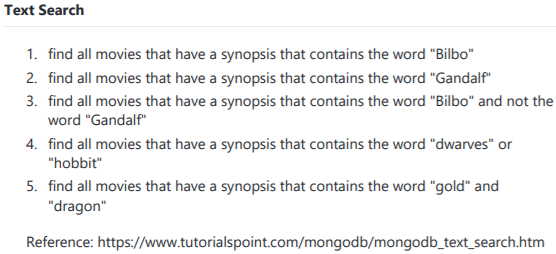 Text Search
1. find all movies that have a synopsis that contains the word "Bilbo"
2. find all movies that have a synopsis that contains the word "Gandalf"
3. find all movies that have a synopsis that contains the word "Bilbo" and not the
word "Gandalf"
4. find all movies that have a synopsis that contains the word "dwarves" or
"hobbit"
5. find all movies that have a synopsis that contains the word "gold" and
"dragon"
Reference: https://www.tutorialspoint.com/mongodb/mongodb_text_search.htm